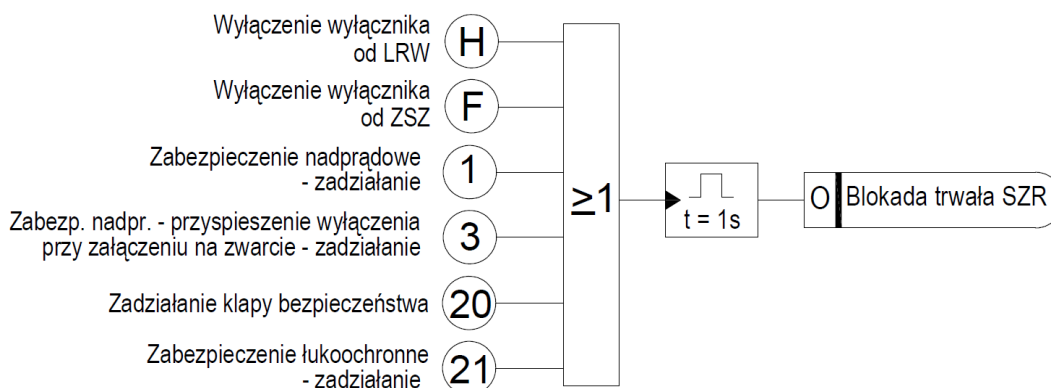 Wyłączenie wyłącznika
od LRW
H
Wyłączenie wyłącznika
od ZSZ
F
Zabezpieczenie nadprądowe
- zadziałanie
1
Zabezp. nadpr. - przyspieszenie wyłączenia
przy załączeniu na zwarcie - zadziałanie
3
Zadziałanie klapy bezpieczeństwa
20
Zabezpieczenie łukoochronne
- zadziałanie
21
≥1
t = 1s
O Blokada trwała SZR